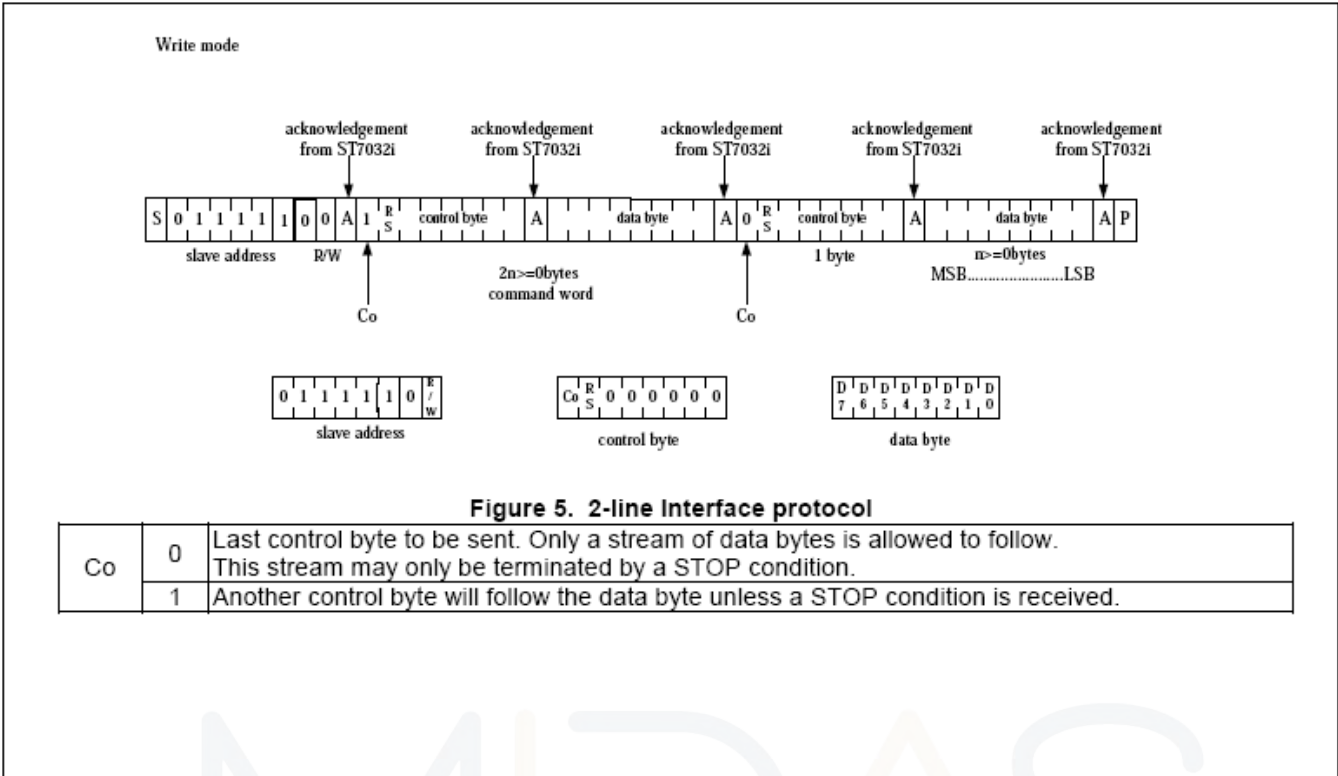 Write mode
acknowledgement from ST7032i
acknowledgement from ST7032i
acknowledgement from ST7032i
acknowledgement from ST7032i
acknowledgement from ST7032i
S 0 1 1 1 1 1 0 0 A 1 RS control byte A data byte A 0 RS control byte A data byte A P
slave address R/W 2n>=0bytes 1 byte n>=0bytes
command word MSB........................LSB
Co Co
0 1 1 1 1 1 0 R/W
Co RS 0 0 0 0 0 0
D7 D6 D5 D4 D3 D2 D1 D0
slave address control byte data byte
Figure 5. 2-line Interface protocol
Co 0 Last control byte to be sent. Only a stream of data bytes is allowed to follow.
This stream may only be terminated by a STOP condition.
1 Another control byte will follow the data byte unless a STOP condition is received.
MIDAS